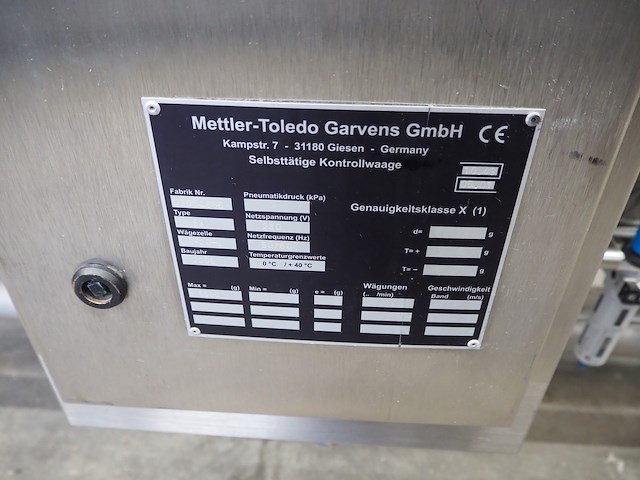 Mettler-Toledo Garvens GmbH CE
Kampstr. 7 - 31180 Giesen - Germany
Selbsttätige Kontrollwaage
Fabrik Nr.
Type
Wägezelle
Baujahr
Pneumatikdruck (kPa)
Netzspannung (V)
Netzfrequenz (Hz)
Temperaturgrenzwerte
0 °C / + 40 °C
Genauigkeitsklasse X (1)
d= g
T= + g
T= – g
Max = (g)
Min = (g)
e = (g)
Wägungen
(.. /min)
Geschwindigkeit
Band (m/s)